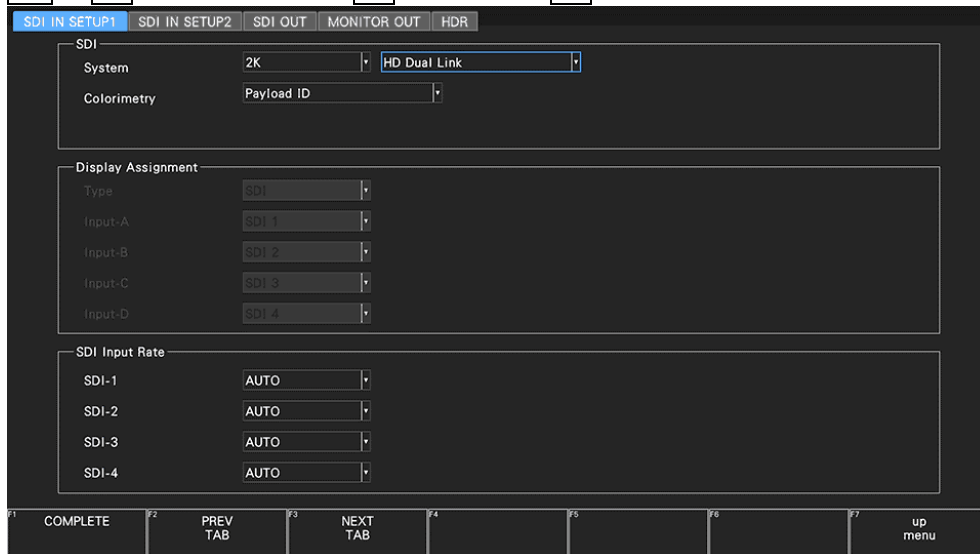 SDI IN SETUP1 SDI IN SETUP2 SDI OUT MONITOR OUT HDR
SDI
System 2K HD Dual Link
Colorimetry Payload ID
Display Assignment
Type SDI
Input-A SDI 1
Input-B SDI 2
Input-C SDI 3
Input-D SDI 4
SDI Input Rate
SDI-1 AUTO
SDI-2 AUTO
SDI-3 AUTO
SDI-4 AUTO
F1 COMPLETE F2 PREV TAB F3 NEXT TAB F4 F5 F6 F7 up menu